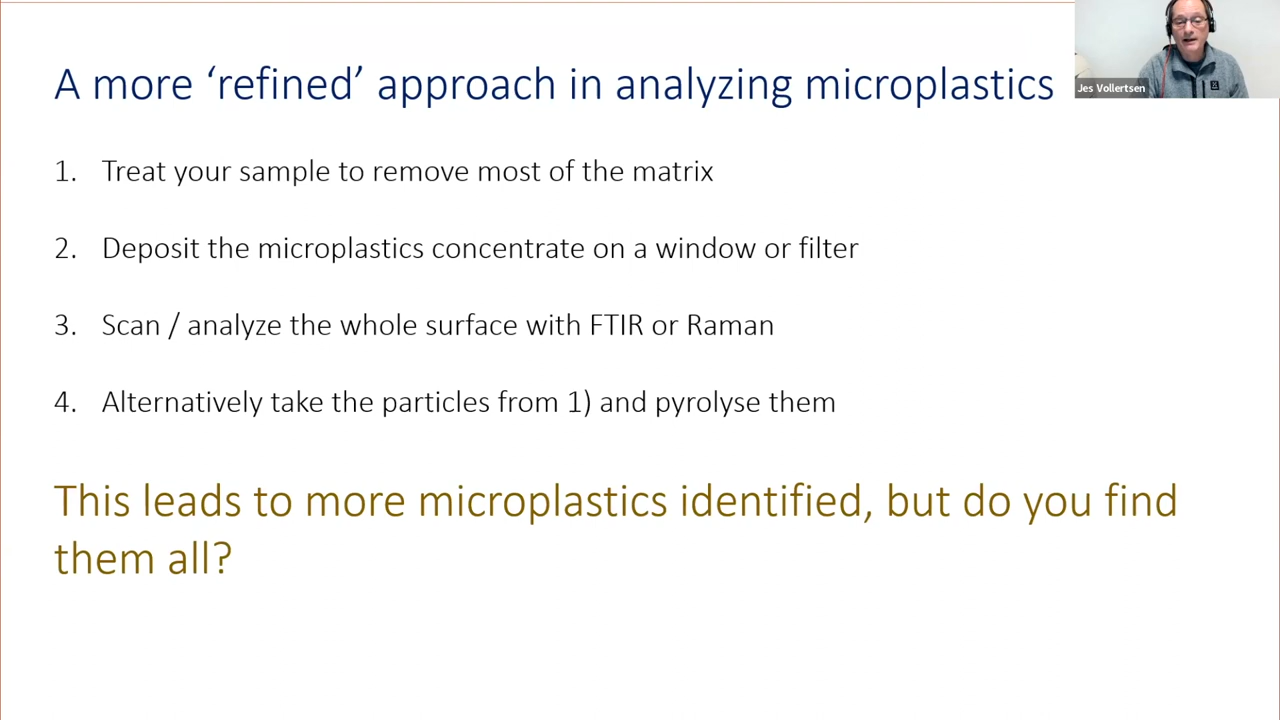 A more ‘refined’ approach in analyzing microplastics
Jes Vollertsen
1. Treat your sample to remove most of the matrix
2. Deposit the microplastics concentrate on a window or filter
3. Scan / analyze the whole surface with FTIR or Raman
4. Alternatively take the particles from 1) and pyrolyse them
This leads to more microplastics identified, but do you find
them all?